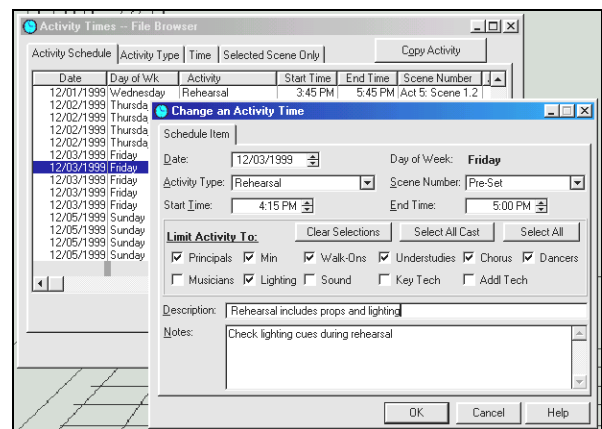 Activity Times -- File Browser
Activity Schedule Activity Type Time Selected Scene Only Copy Activity
Date Day of Wk Activity Start Time End Time Scene Number
12/01/1999 Wednesday Rehearsal 3:45 PM 5:45 PM Act 5: Scene 1.2
12/02/1999 Thursda
12/02/1999 Thursda
12/02/1999 Thursda
12/02/1999 Thursda
12/03/1999 Friday
12/03/1999 Friday
12/03/1999 Friday
12/03/1999 Friday
12/03/1999 Friday
12/05/1999 Sunday
12/05/1999 Sunday
12/05/1999 Sunday
12/05/1999 Sunday
Change an Activity Time
Schedule Item
Date: 12/03/1999 Day of Week: Friday
Activity Type: Rehearsal Scene Number: Pre-Set
Start Time: 4:15 PM End Time: 5:00 PM
Limit Activity To: Clear Selections Select All Cast Select All
Principals Min Walk-Ons Understudies Chorus Dancers
Musicians Lighting Sound Key Tech Addl Tech
Description: Rehearsal includes props and lighting
Notes: Check lighting cues during rehearsal
OK Cancel Help